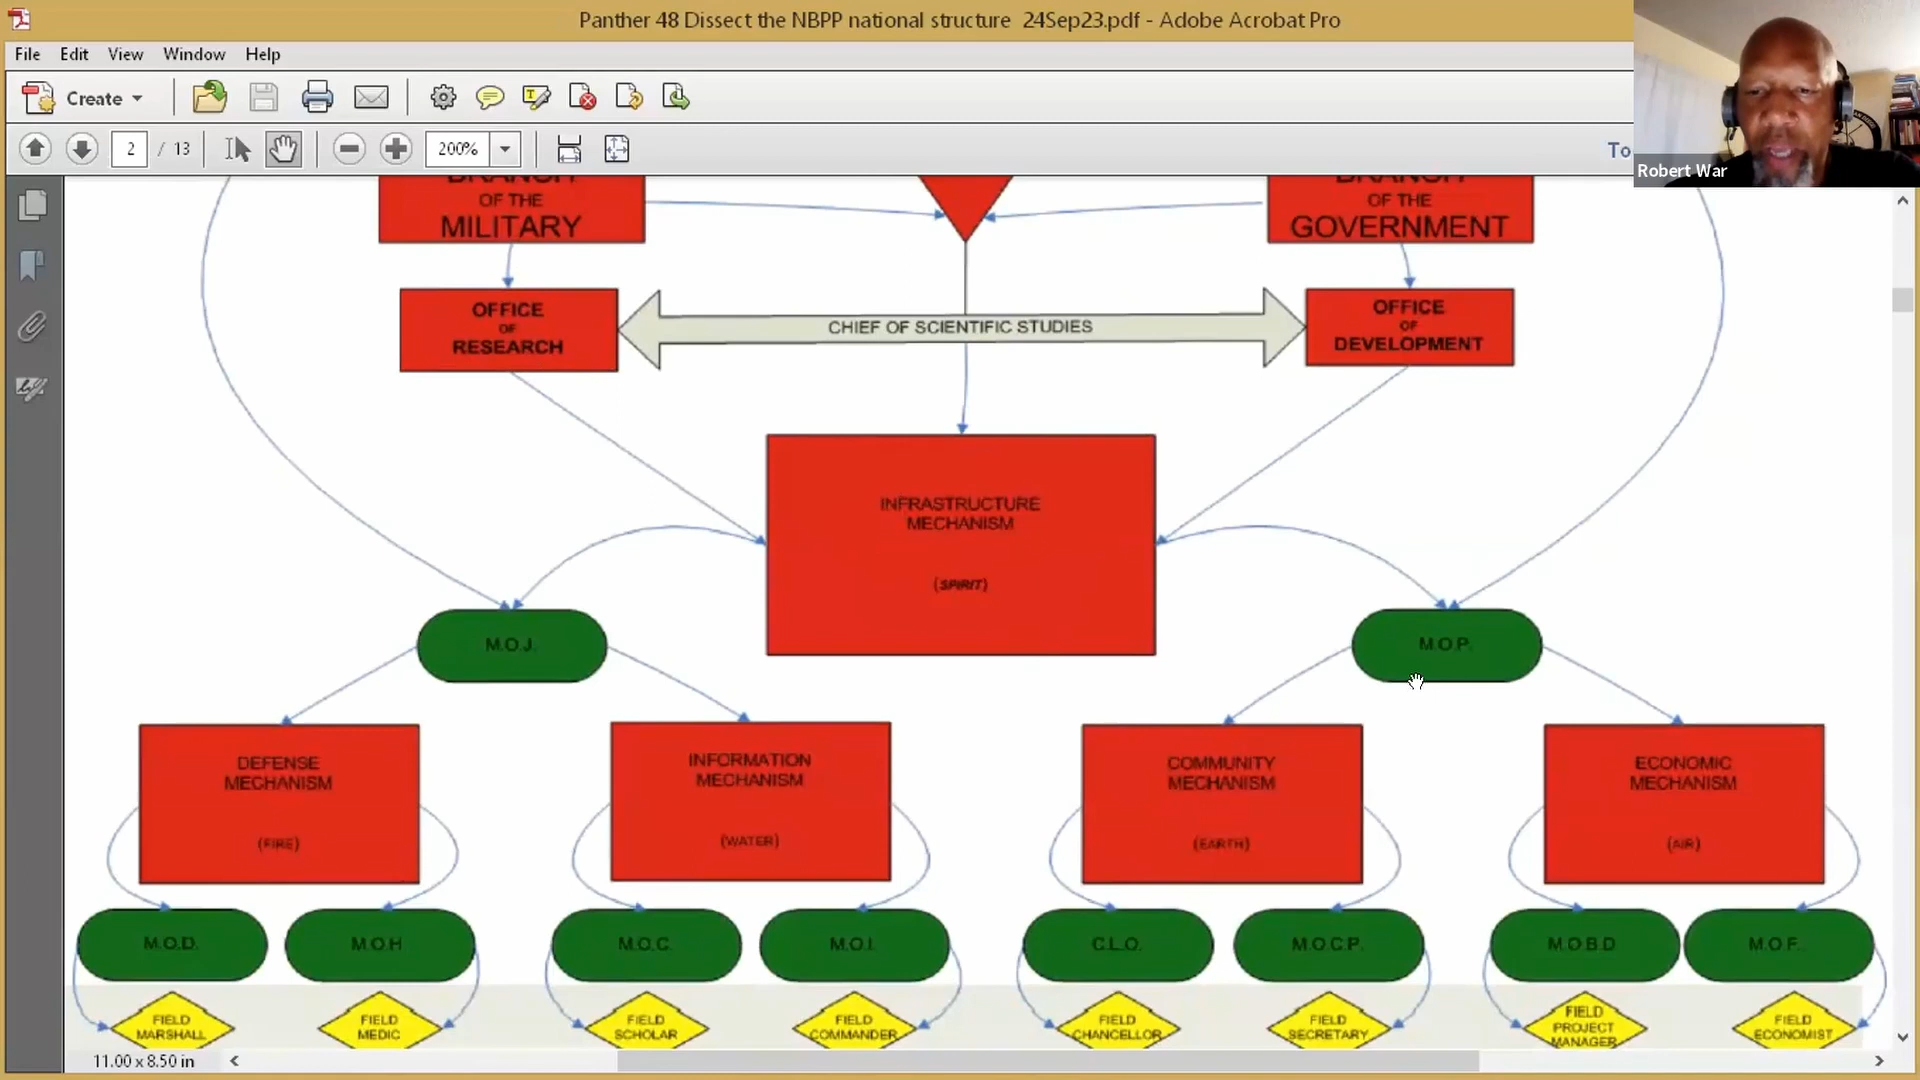 Panther 48 Dissect the NBPP national structure 24Sep23.pdf - Adobe Acrobat Pro
File Edit View Window Help
Create
2 / 13
200%
To
Robert War
BRANCH
OF THE
MILITARY
BRANCH
OF THE
GOVERNMENT
OFFICE
OF
RESEARCH
CHIEF OF SCIENTIFIC STUDIES
OFFICE
OF
DEVELOPMENT
INFRASTRUCTURE
MECHANISM
(SPIRIT)
M.O.J.
M.O.P.
DEFENSE
MECHANISM
(FIRE)
INFORMATION
MECHANISM
(WATER)
COMMUNITY
MECHANISM
(EARTH)
ECONOMIC
MECHANISM
(AIR)
M.O.D.
M.O.H
M.O.C.
M.O.I.
C.L.O.
M.O.C.P.
M.O.B.D
M.O.F.
FIELD
MARSHALL
FIELD
MEDIC
FIELD
SCHOLAR
FIELD
COMMANDER
FIELD
CHANCELLOR
FIELD
SECRETARY
FIELD
PROJECT
MANAGER
FIELD
ECONOMIST
11.00 x 8.50 in